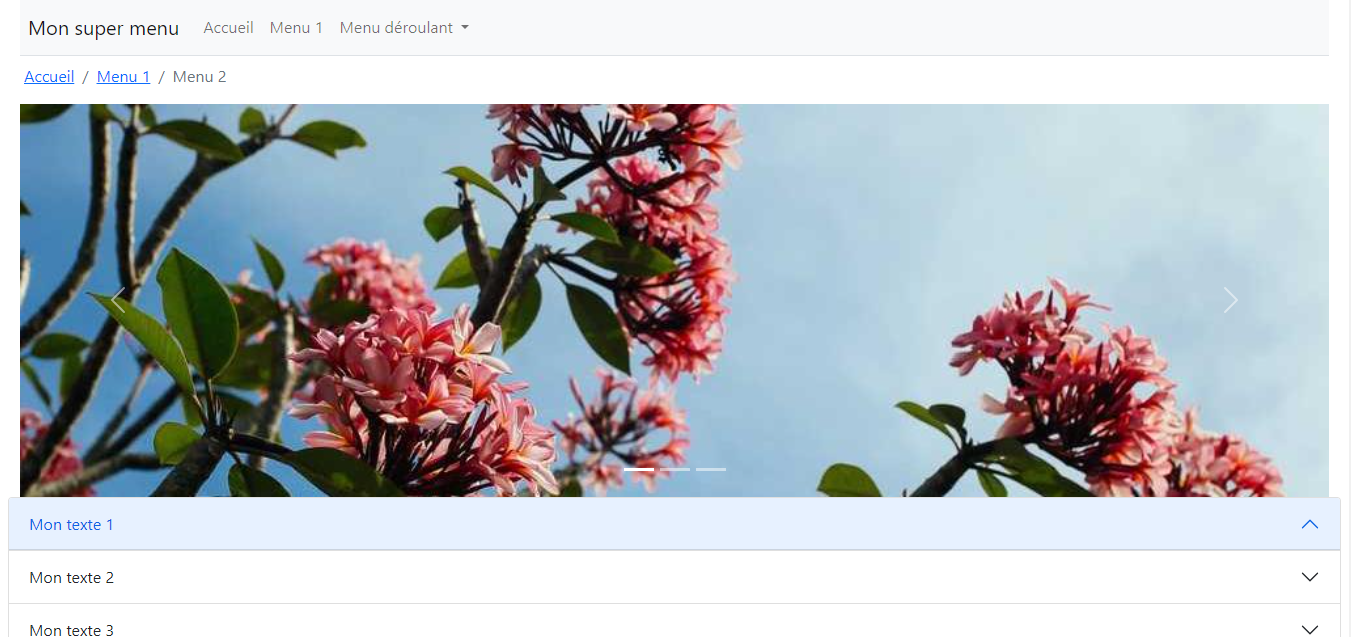 Mon super menu Accueil Menu 1 Menu déroulant
Accueil / Menu 1 / Menu 2
Mon texte 1
Mon texte 2
Mon texte 3